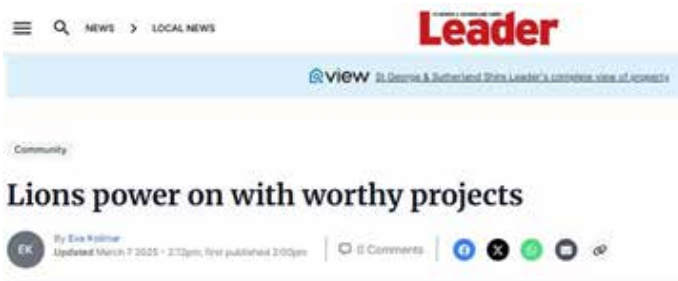 NEWS > LOCAL NEWS
Leader
view St George & Sutherland Shire Leader's complete view of property
Community
Lions power on with worthy projects
EK
By Eva Kolimar
Updated March 7 2025 - 2:12pm, first published 2:00pm
0 Comments